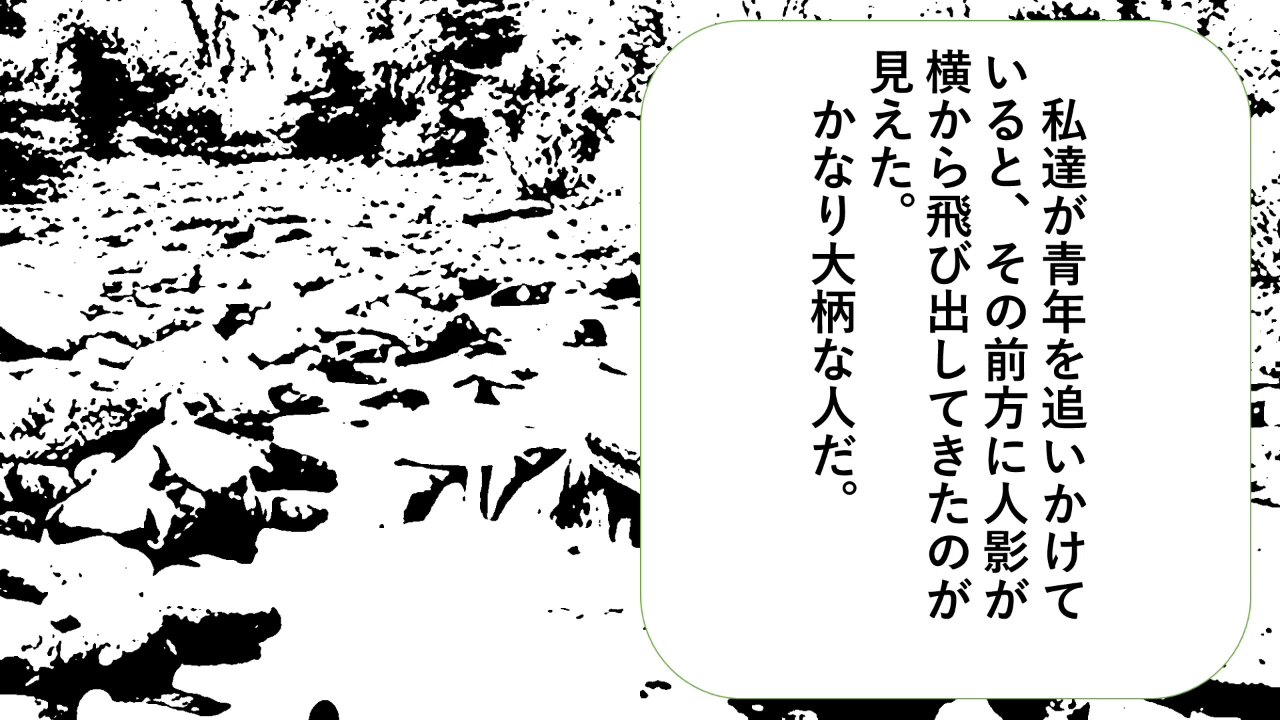 私達が青年を追いかけて
いると、その前方に人影が
横から飛び出してきたのが
見えた。
　かなり大柄な人だ。